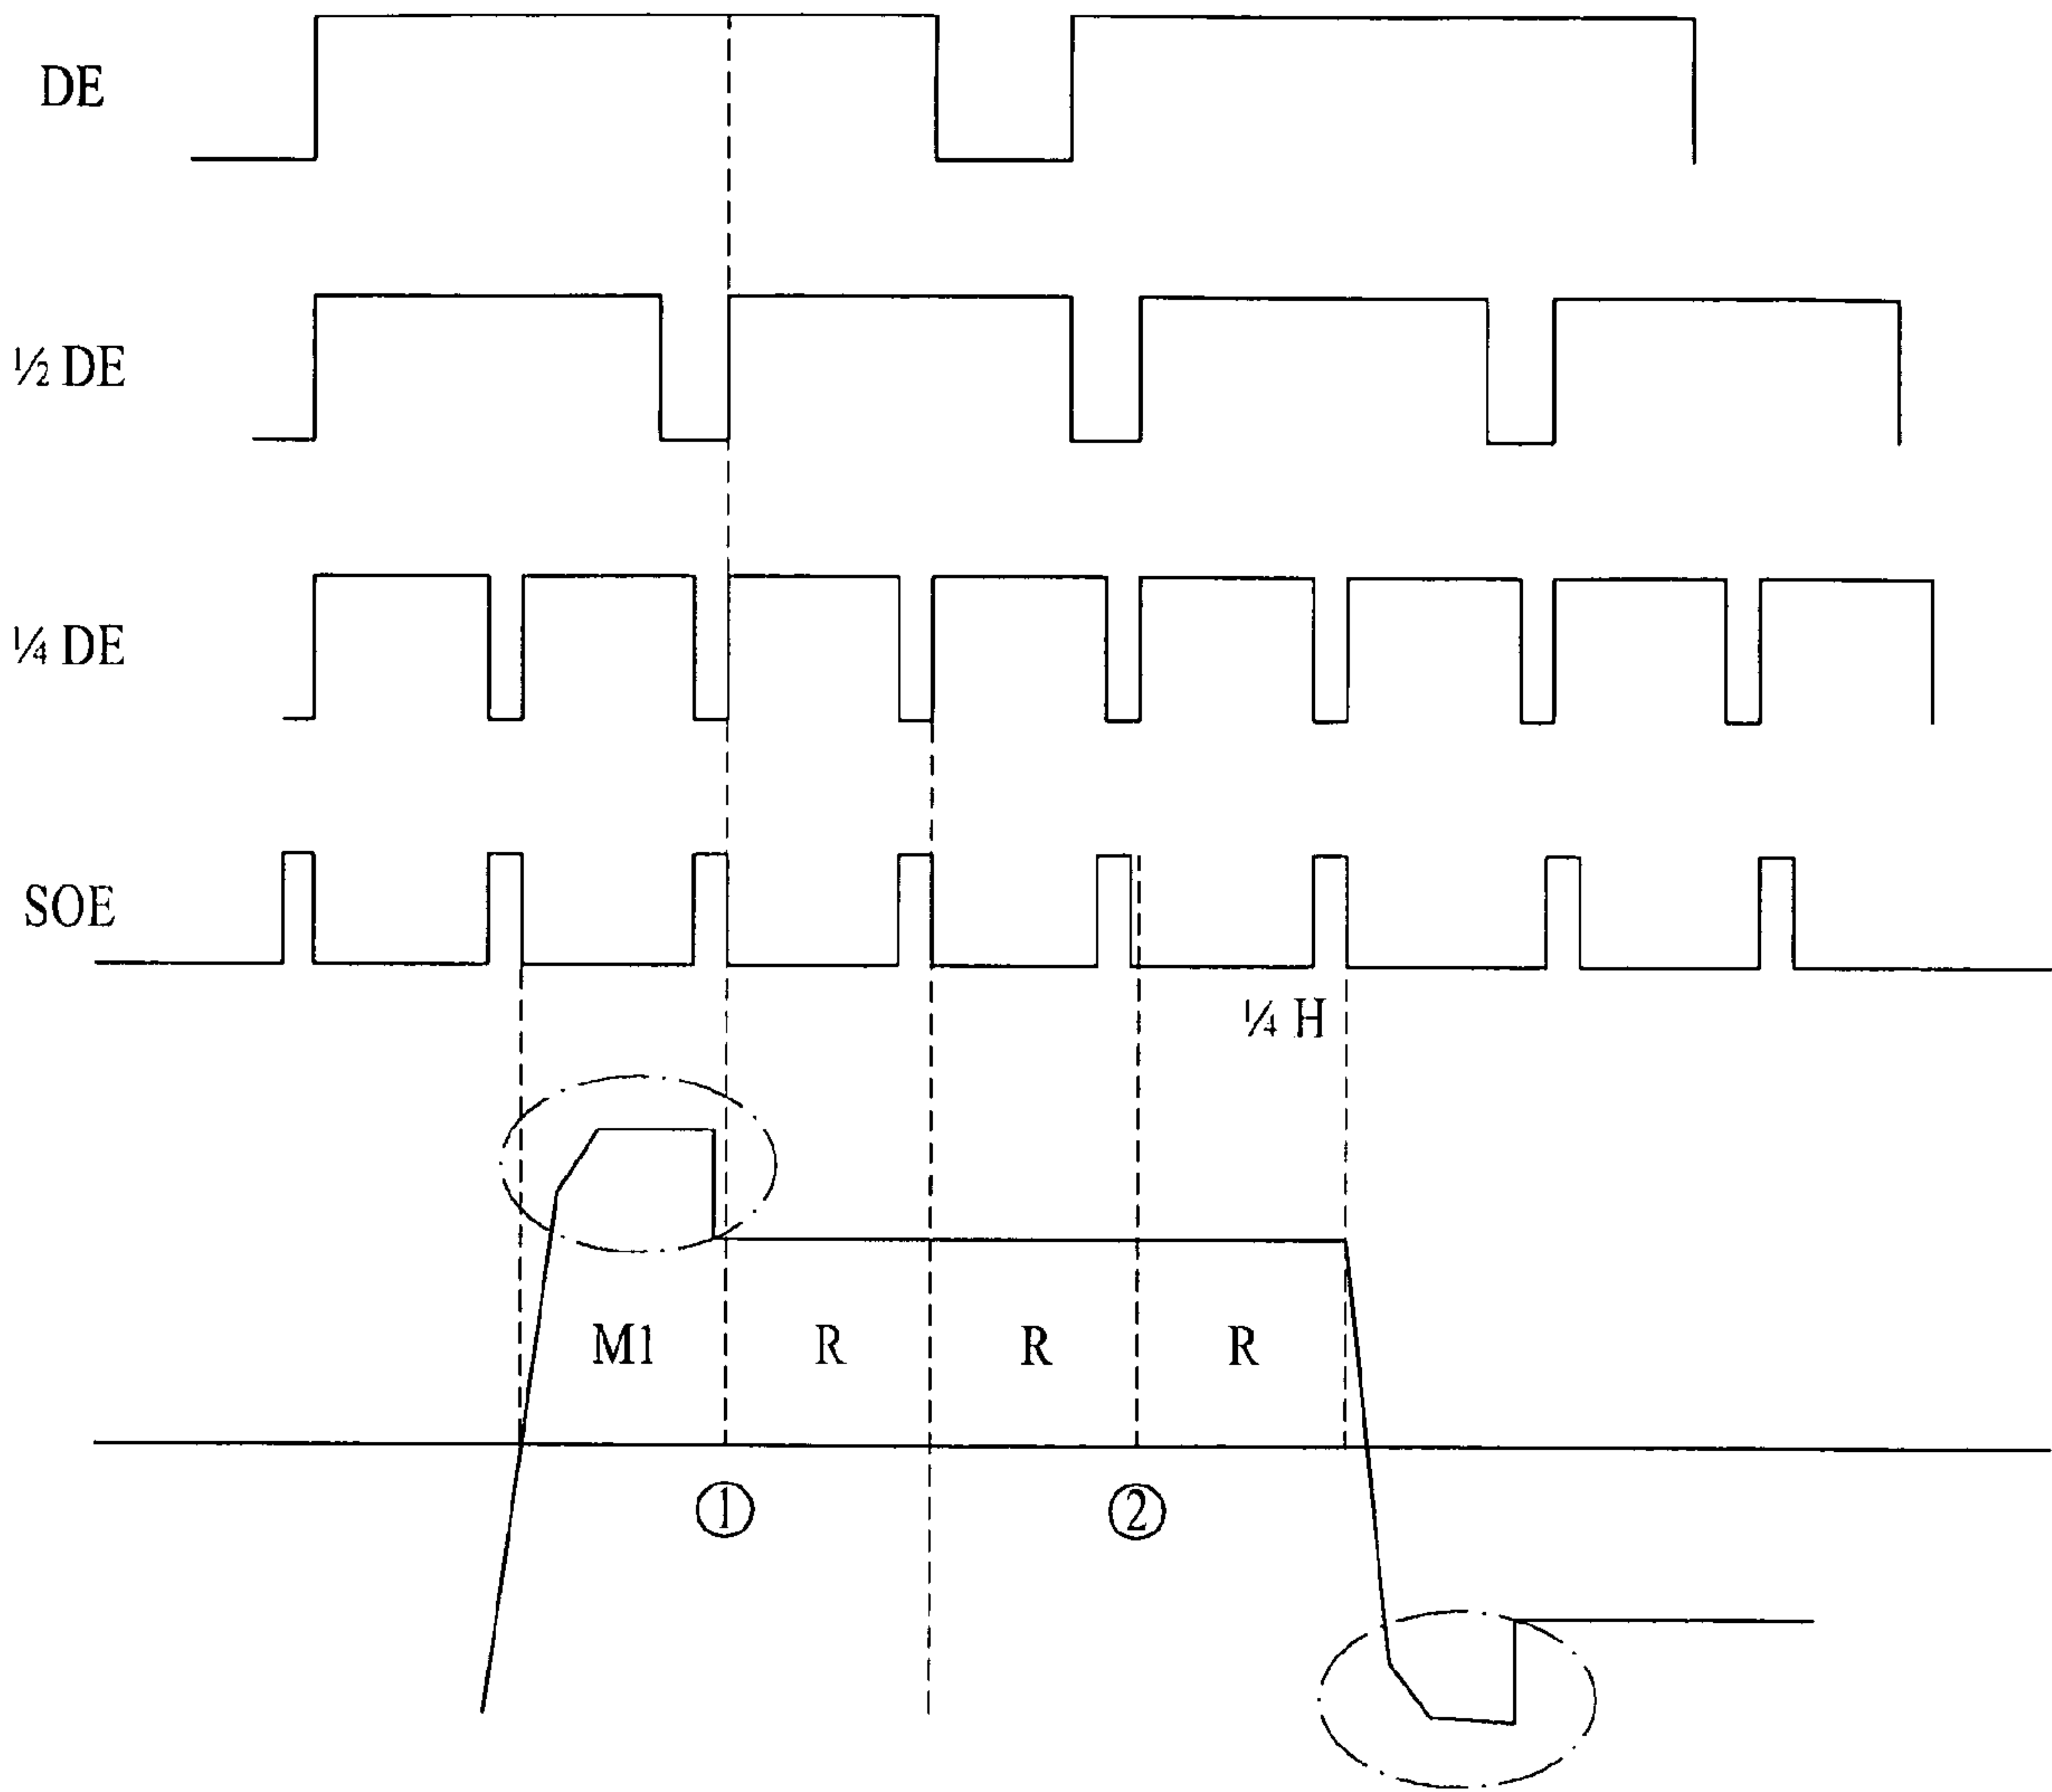 DE
½ DE
¼ DE
SOE
¼ H
M1 R R R
① ②